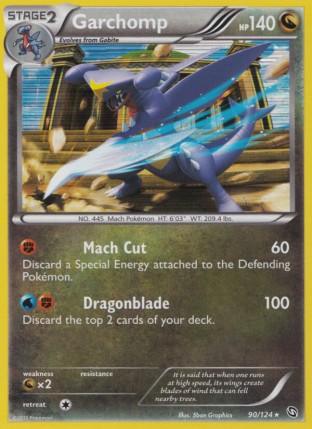 STAGE2
Garchomp
HP140
Evolves from Gabite
NO. 445 Mach Pokémon HT. 6'03" WT. 209.4 lbs.
Mach Cut 60
Discard a Special Energy attached to the Defending
Pokémon.
Dragonblade 100
Discard the top 2 cards of your deck.
weakness resistance
×2
It is said that when one runs
at high speed, its wings create
blades of wind that can fell
nearby trees.
retreat
©2012 Pokémon
Illus. 5ban Graphics 90/124 ★